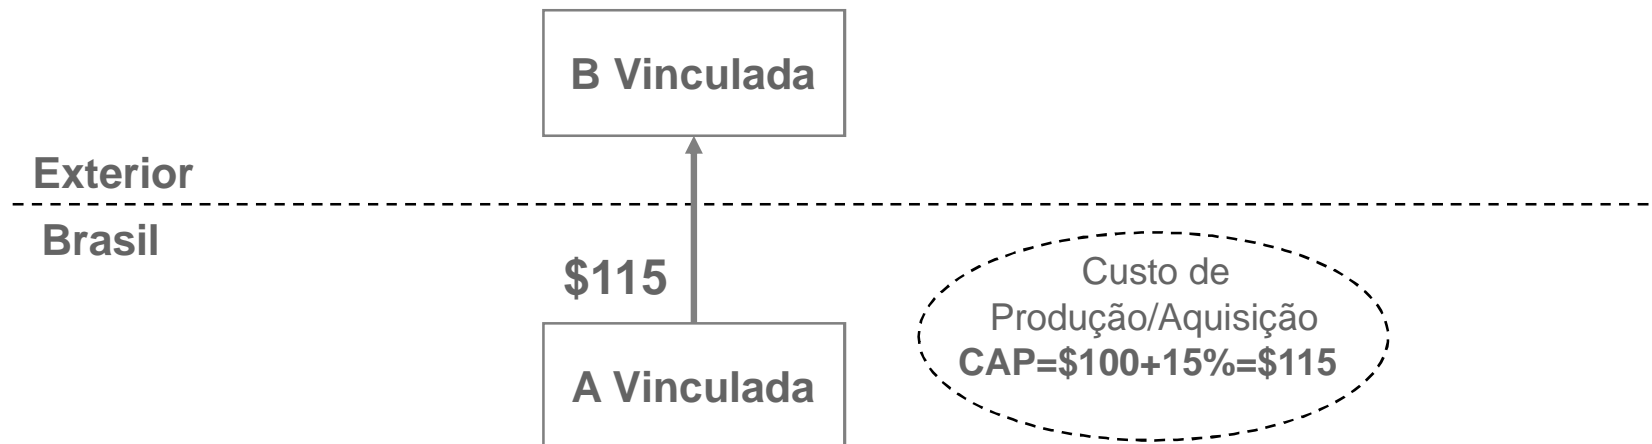 B Vinculada
Exterior
Brasil
$115
Custo de
Produção/Aquisição
CAP=$100+15%=$115
A Vinculada